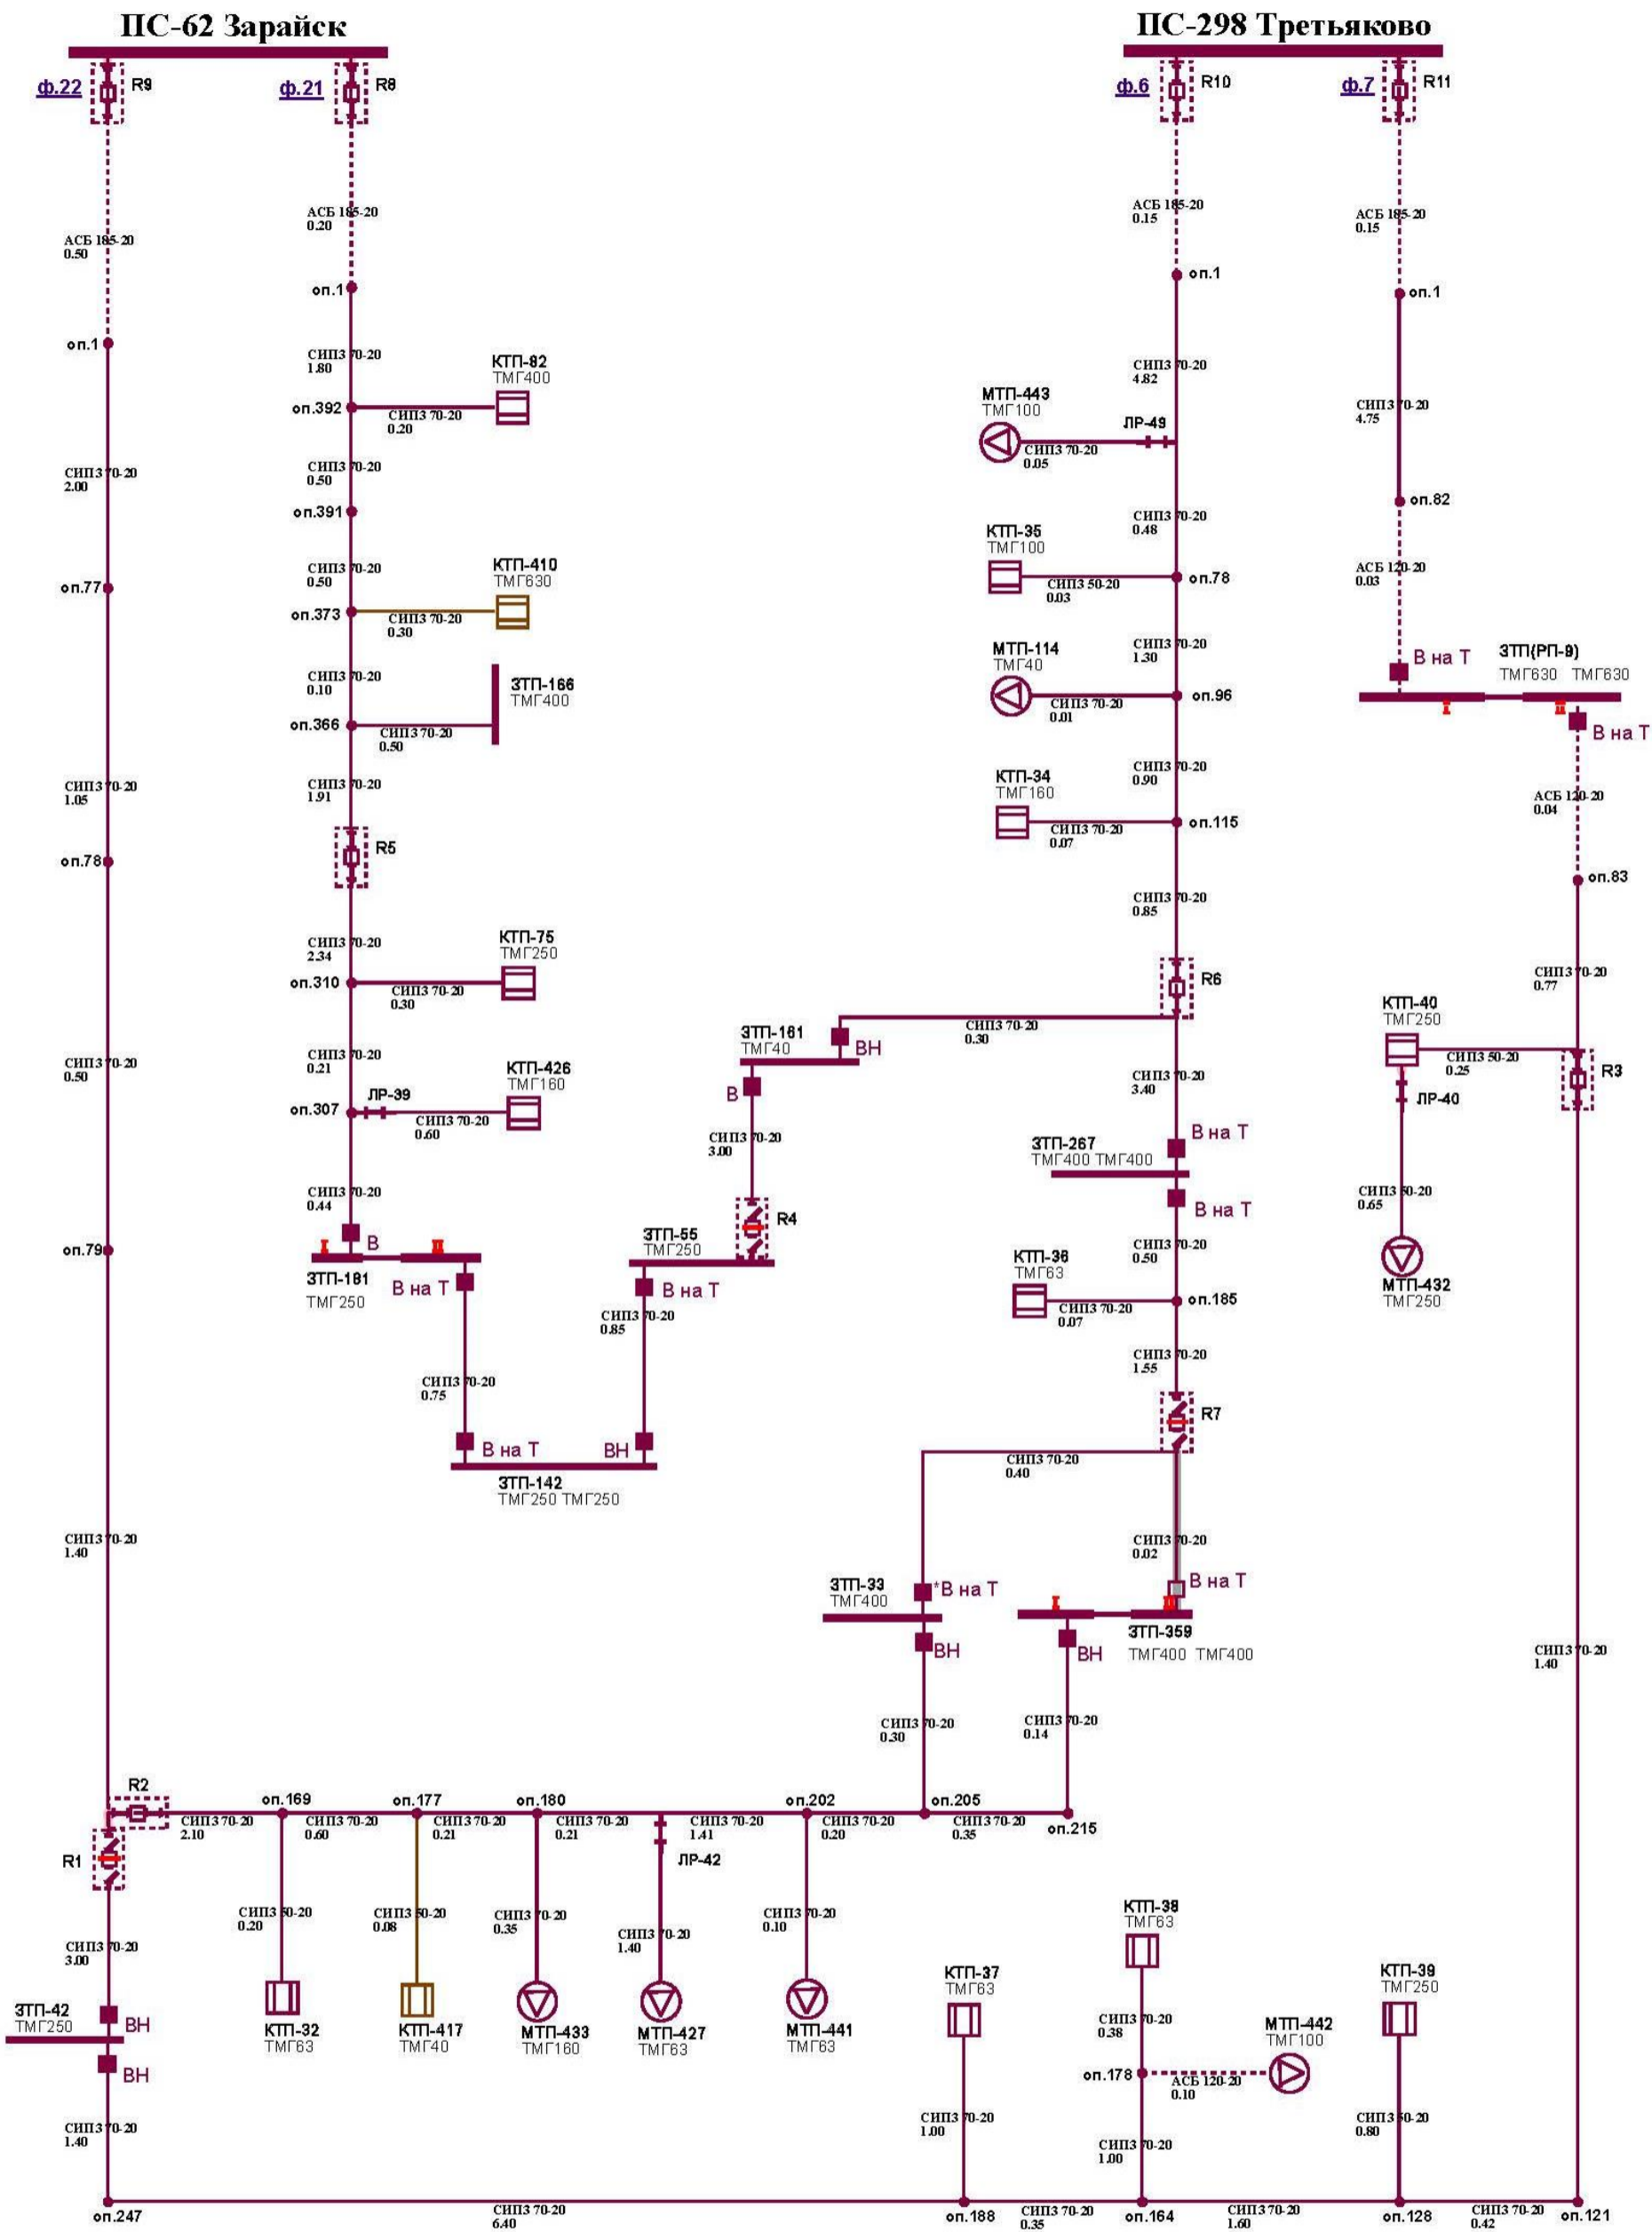 ПС-62 Зарайск
ф.22
R9
ф.21
R8
АСБ 185-20
0.50
оп.1
СИП3 70-20
2.00
оп.77
СИП3 70-20
1.05
оп.78
СИП3 70-20
0.50
оп.79
СИП3 70-20
1.40
R2
R1
СИП3 70-20
3.00
ЗТП-42
ТМГ250
ВН
ВН
СИП3 70-20
1.40
оп.247
АСБ 185-20
0.20
оп.1
СИП3 70-20
1.80
оп.392
СИП3 70-20
0.20
КТП-82
ТМГ400
СИП3 70-20
0.50
оп.391
СИП3 70-20
0.50
оп.373
СИП3 70-20
0.30
КТП-410
ТМГ630
СИП3 70-20
0.10
оп.366
СИП3 70-20
0.50
ЗТП-166
ТМГ400
СИП3 70-20
1.91
R5
СИП3 70-20
2.34
оп.310
СИП3 70-20
0.30
КТП-75
ТМГ250
СИП3 70-20
0.21
оп.307
ЛР-39
СИП3 70-20
0.60
КТП-426
ТМГ160
СИП3 70-20
0.44
В
I
II
ЗТП-181
ТМГ250
В на Т
СИП3 70-20
0.75
В на Т
ВН
ЗТП-142
ТМГ250 ТМГ250
СИП3 70-20
0.85
В на Т
ЗТП-55
ТМГ250
R4
СИП3 70-20
3.00
В
ЗТП-161
ТМГ40
ВН
СИП3 70-20
0.30
ПС-298 Третьяково
ф.6
R10
ф.7
R11
АСБ 185-20
0.15
оп.1
СИП3 70-20
4.82
МТП-443
ТМГ100
ЛР-49
СИП3 70-20
0.05
СИП3 70-20
0.48
КТП-35
ТМГ100
СИП3 50-20
0.03
оп.78
СИП3 70-20
1.30
МТП-114
ТМГ40
СИП3 70-20
0.01
оп.96
СИП3 70-20
0.90
КТП-34
ТМГ160
СИП3 70-20
0.07
оп.115
СИП3 70-20
0.85
R6
СИП3 70-20
3.40
В на Т
ЗТП-267
ТМГ400 ТМГ400
В на Т
СИП3 70-20
0.50
КТП-36
ТМГ63
СИП3 70-20
0.07
оп.185
СИП3 70-20
1.55
R7
СИП3 70-20
0.40
СИП3 70-20
0.02
В на Т
I
II
ЗТП-359
ТМГ400 ТМГ400
ВН
СИП3 70-20
0.14
ЗТП-33
ТМГ400
*В на Т
ВН
СИП3 70-20
0.30
АСБ 185-20
0.15
оп.1
СИП3 70-20
4.75
оп.82
АСБ 120-20
0.03
В на Т
ЗТП(РП-9)
ТМГ630 ТМГ630
I
II
В на Т
АСБ 120-20
0.04
оп.83
СИП3 70-20
0.77
КТП-40
ТМГ250
СИП3 50-20
0.25
R3
ЛР-40
СИП3 50-20
0.65
МТП-432
ТМГ250
СИП3 70-20
1.40
СИП3 70-20
2.10
оп.169
СИП3 70-20
0.60
оп.177
СИП3 70-20
0.21
оп.180
СИП3 70-20
0.21
ЛР-42
СИП3 70-20
1.41
оп.202
СИП3 70-20
0.20
оп.205
СИП3 70-20
0.35
оп.215
СИП3 50-20
0.20
КТП-32
ТМГ63
СИП3 50-20
0.08
КТП-417
ТМГ40
СИП3 70-20
0.35
МТП-433
ТМГ160
СИП3 70-20
1.40
МТП-427
ТМГ63
СИП3 70-20
0.10
МТП-441
ТМГ63
КТП-37
ТМГ63
СИП3 70-20
1.00
КТП-38
ТМГ63
СИП3 70-20
0.38
оп.178
АСБ 120-20
0.10
МТП-442
ТМГ100
СИП3 70-20
1.00
КТП-39
ТМГ250
СИП3 50-20
0.80
СИП3 70-20
6.40
оп.188
СИП3 70-20
0.35
оп.164
СИП3 70-20
1.60
оп.128
СИП3 70-20
0.42
оп.121